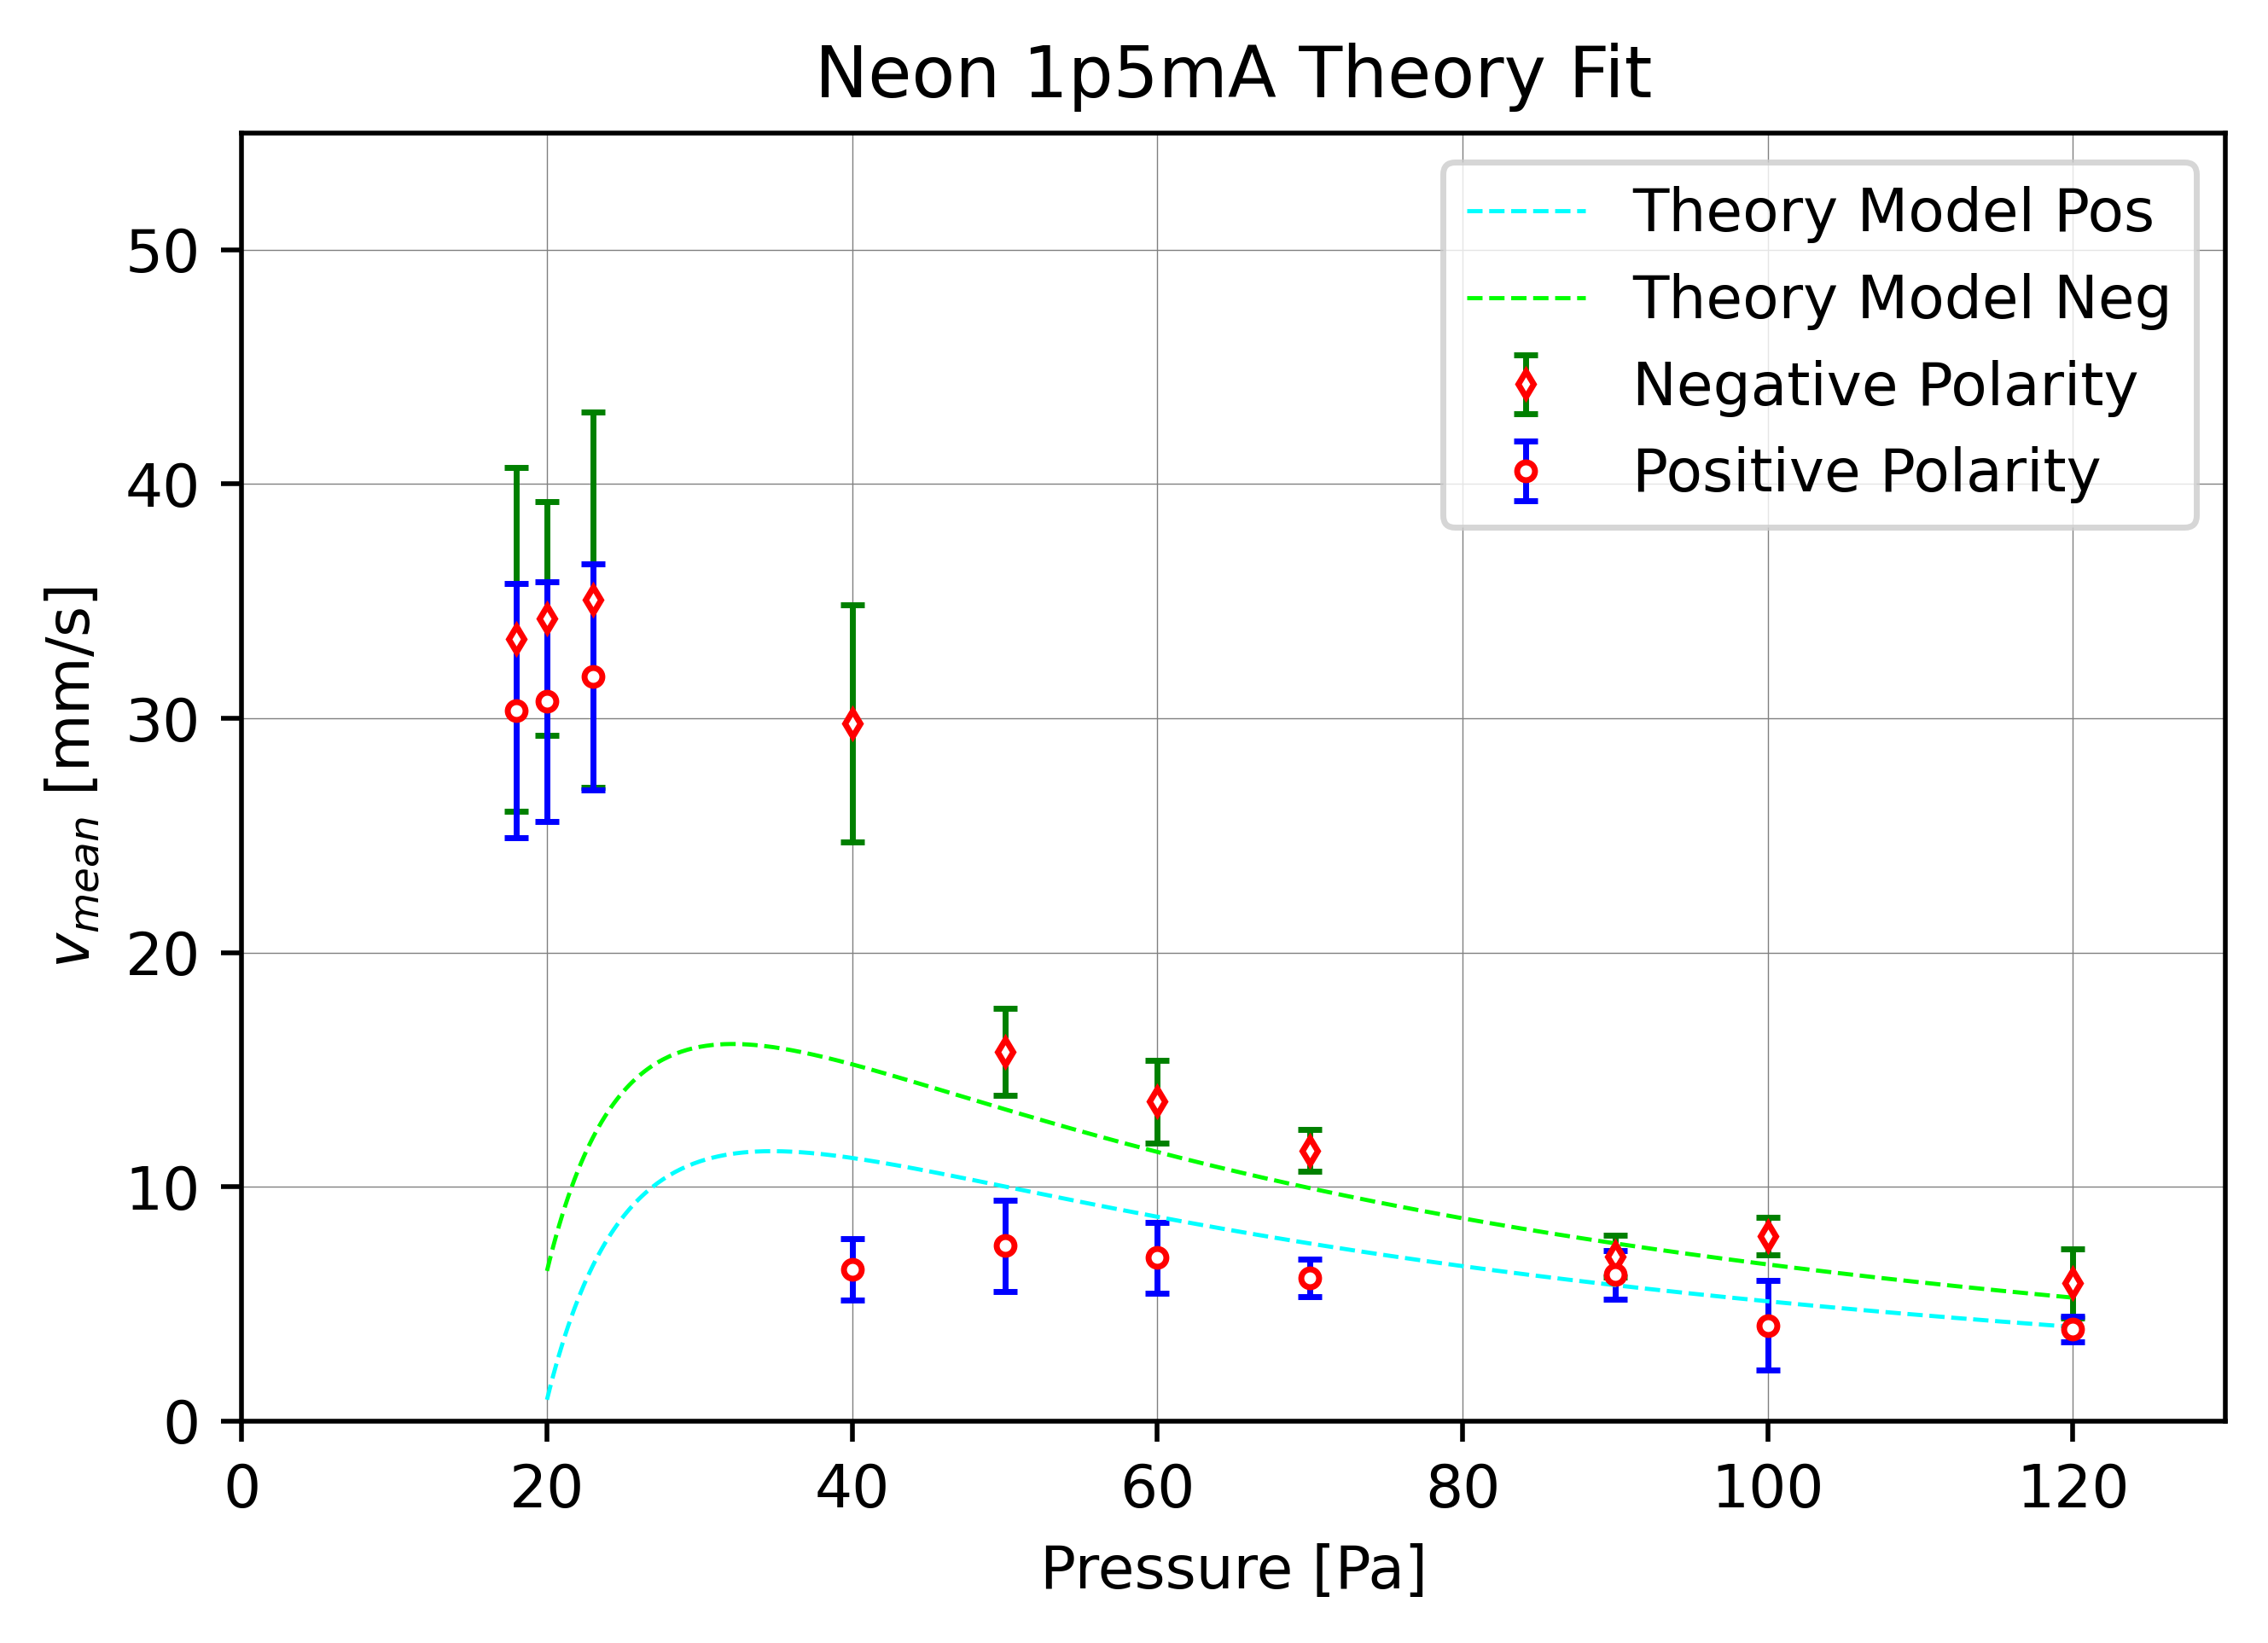 Neon 1p5mA Theory Fit
Theory Model Pos
Theory Model Neg
Negative Polarity
Positive Polarity
50
40
30
20
10
0
v_mean [mm/s]
0 20 40 60 80 100 120
Pressure [Pa]